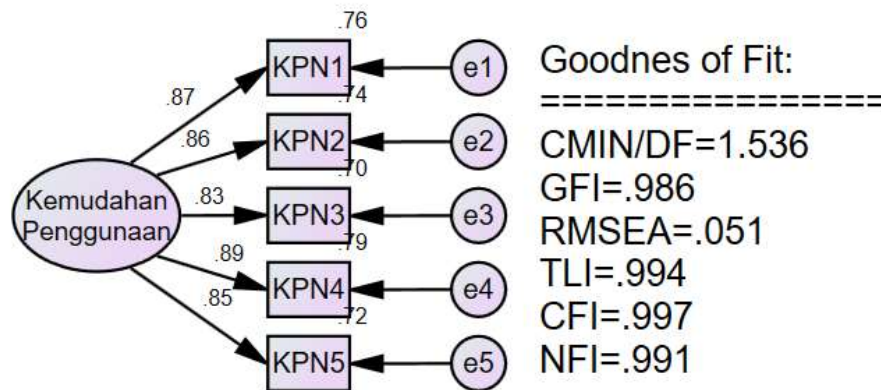 .76
KPN1
e1
.87
.74
KPN2
e2
.86
.70
Kemudahan
Penggunaan
.83
KPN3
e3
.79
.89
KPN4
e4
.72
.85
KPN5
e5
Goodnes of Fit:
================
CMIN/DF=1.536
GFI=.986
RMSEA=.051
TLI=.994
CFI=.997
NFI=.991